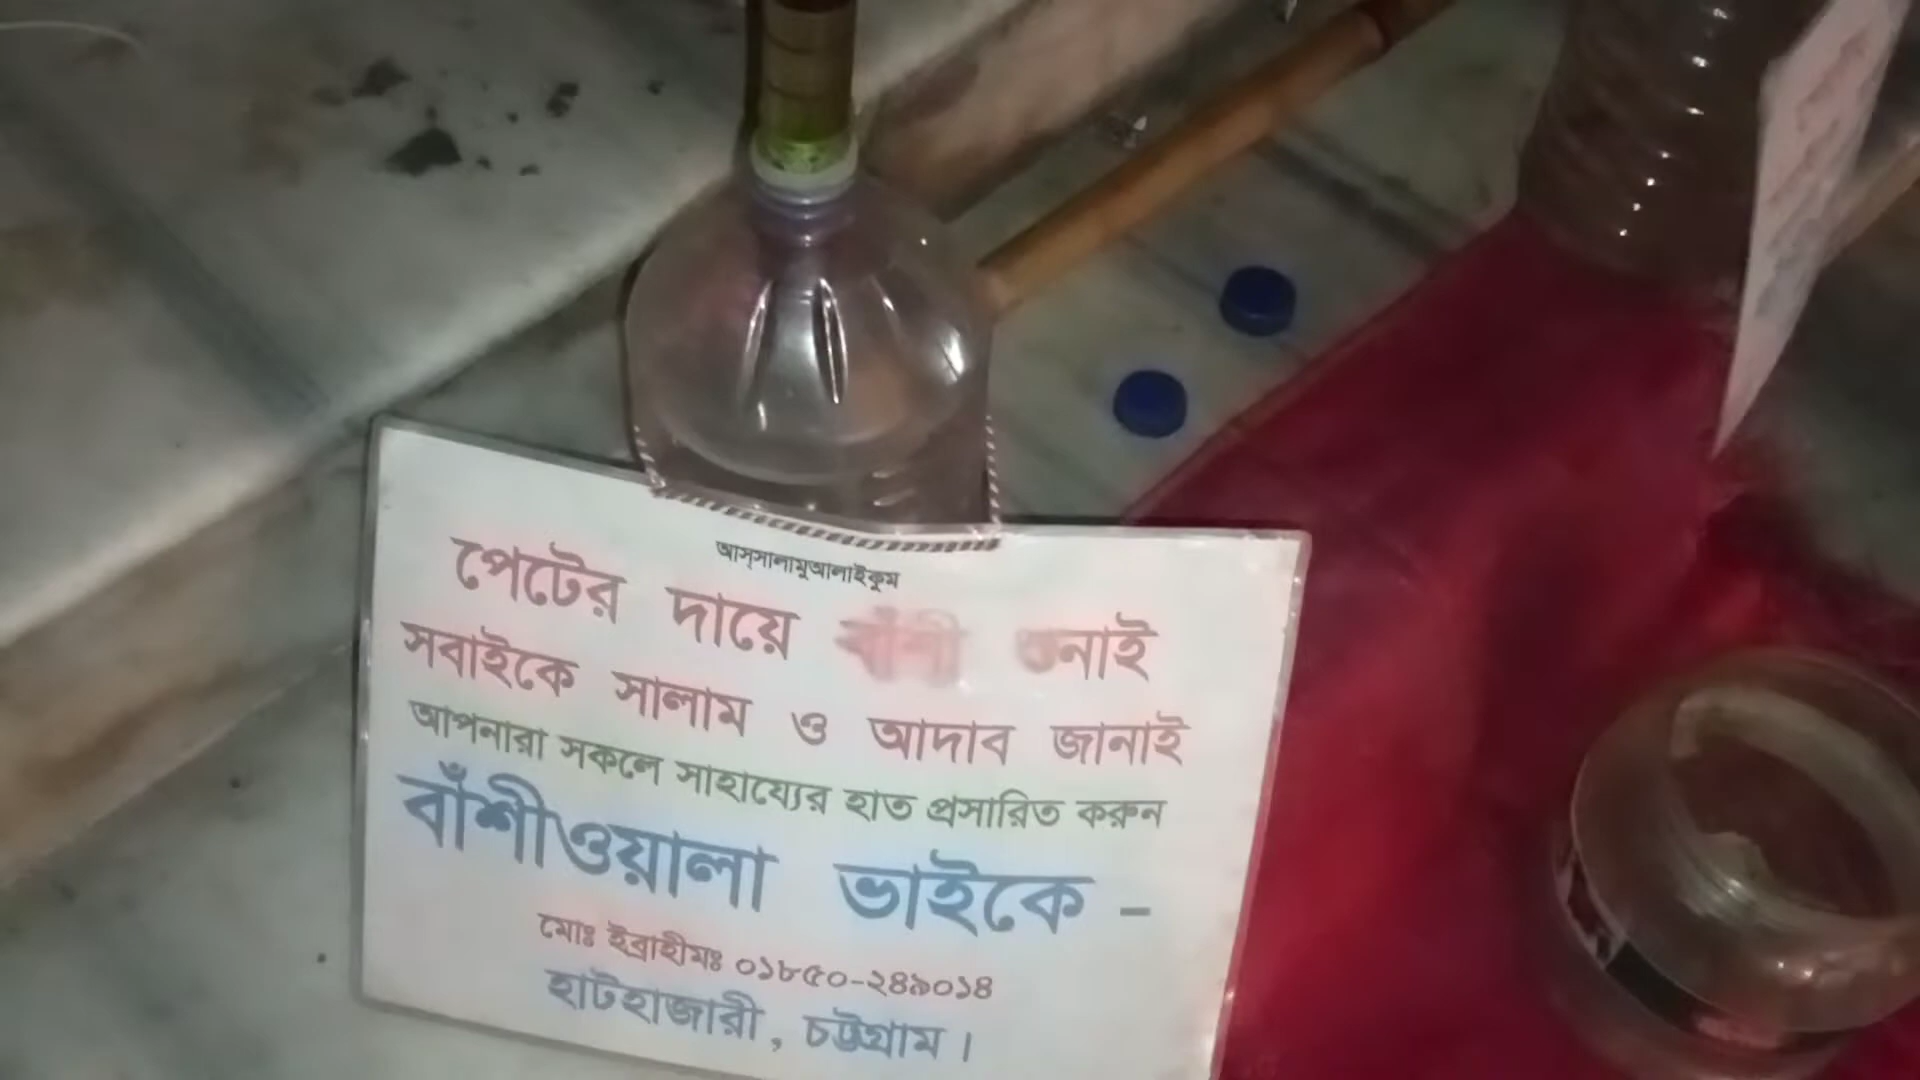 আস্সালামুআলাইকুম
পেটের দায়ে বাঁশী শুনাই
সবাইকে সালাম ও আদাব জানাই
আপনারা সকলে সাহায্যের হাত প্রসারিত করুন
বাঁশীওয়ালা ভাইকে -
মোঃ ইব্রাহীমঃ ০১৮৫০-২৪৯০১৪
হাটহাজারী, চট্টগ্রাম।